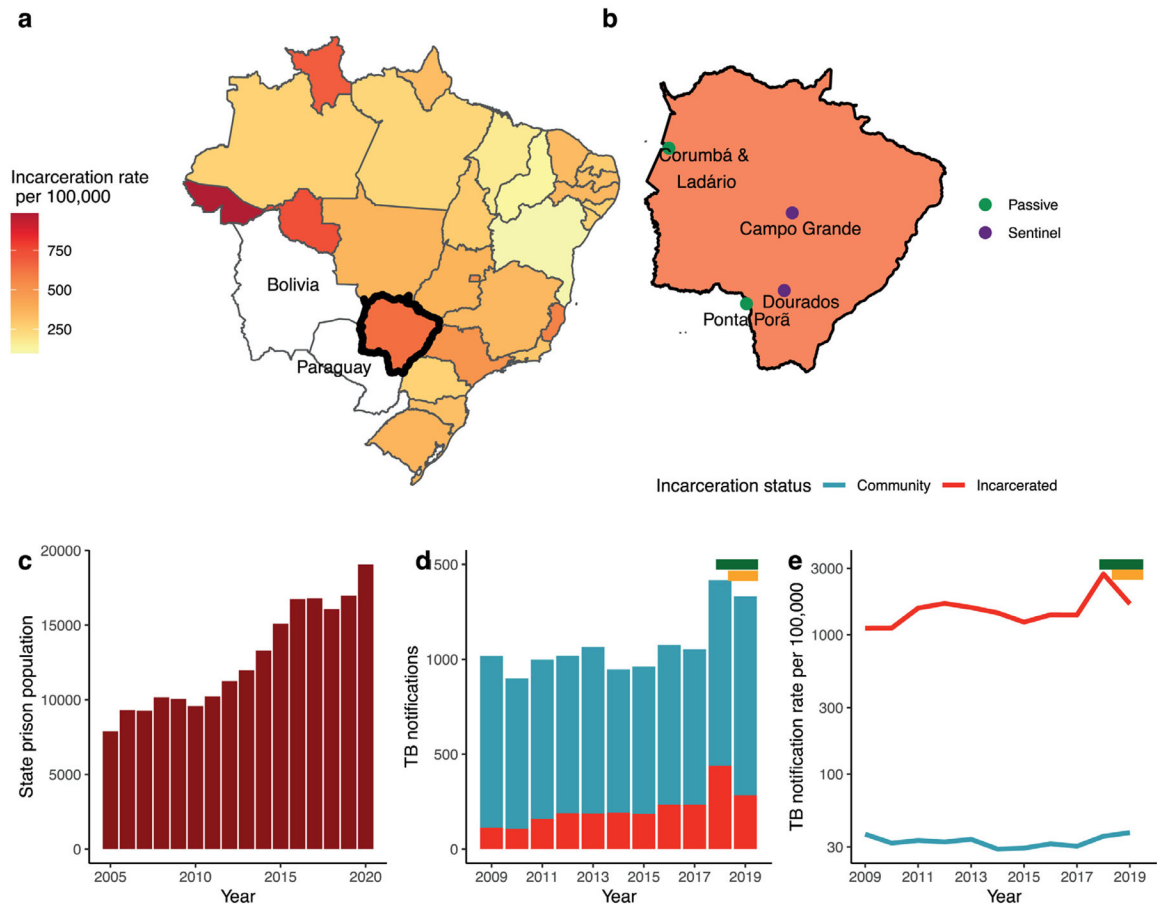 a
Incarceration rate
per 100,000
750
500
250
Bolivia
Paraguay
b
Corumbá &
Ladário
Campo Grande
Dourados
Ponta Porã
Passive
Sentinel
Incarceration status
Community
Incarcerated
c
State prison population
20000
15000
10000
5000
0
2005
2010
2015
2020
Year
d
TB notifications
1500
1000
500
0
2009
2011
2013
2015
2017
2019
Year
e
TB notification rate per 100,000
3000
1000
300
100
30
2009
2011
2013
2015
2017
2019
Year